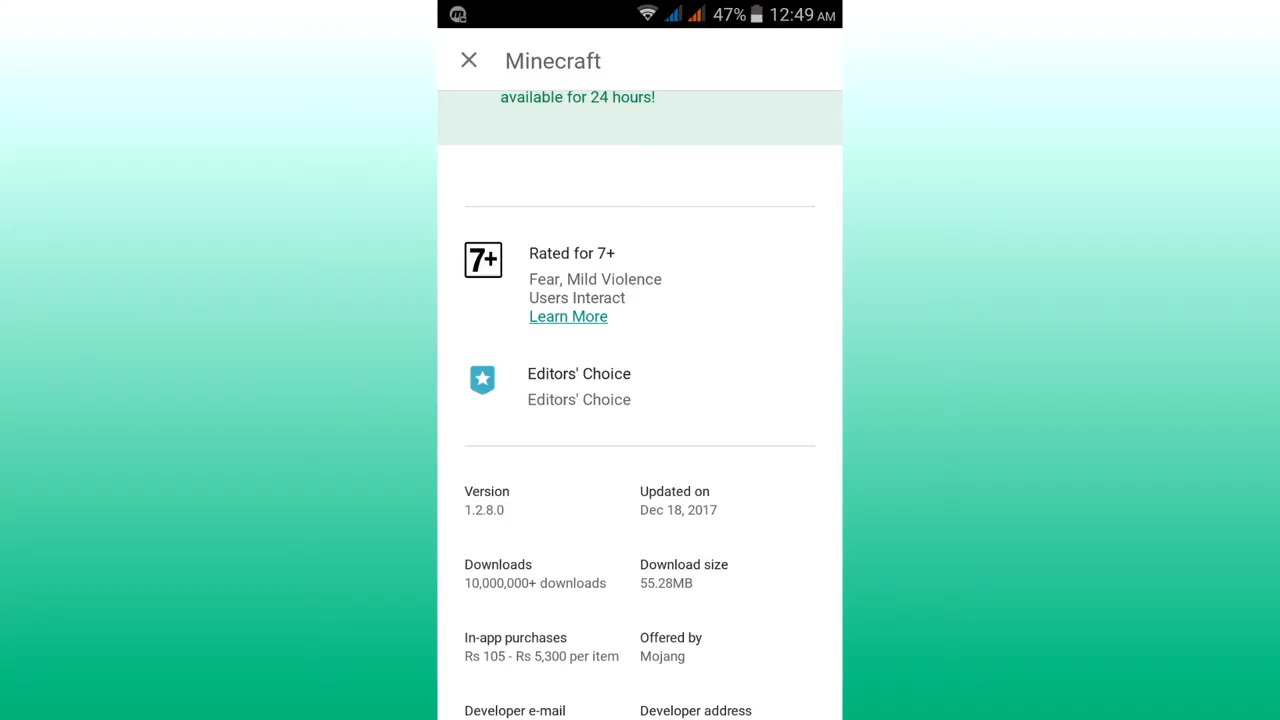 47% 12:49 AM
Minecraft
available for 24 hours!
7+
Rated for 7+
Fear, Mild Violence
Users Interact
Learn More
Editors' Choice
Editors' Choice
Version
1.2.8.0
Updated on
Dec 18, 2017
Downloads
10,000,000+ downloads
Download size
55.28MB
In-app purchases
Rs 105 - Rs 5,300 per item
Offered by
Mojang
Developer e-mail
Developer address